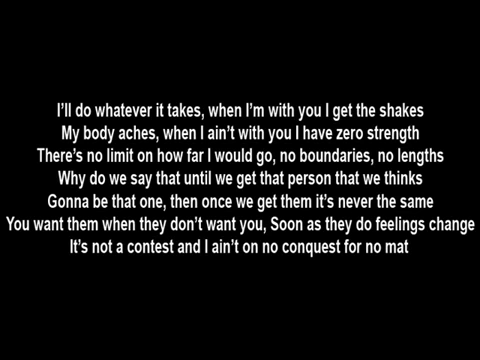 I'll do whatever it takes, when I'm with you I get the shakes
My body aches, when I ain't with you I have zero strength
There's no limit on how far I would go, no boundaries, no lengths
Why do we say that until we get that person that we thinks
Gonna be that one, then once we get them it's never the same
You want them when they don't want you, Soon as they do feelings change
It's not a contest and I ain't on no conquest for no mat